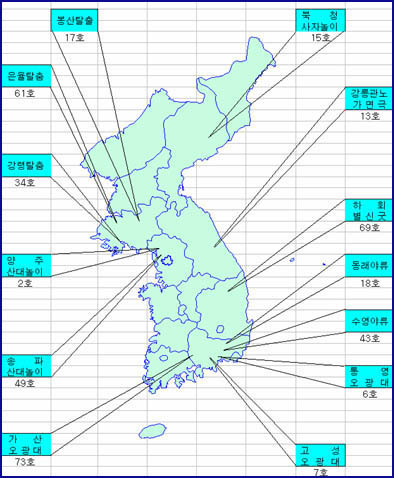 봉산탈춤
17호
북 청
사자놀이
15호
은율탈춤
61호
강릉관노
가 면 극
13호
강령탈춤
34호
하 회
별 신 굿
69호
양 주
산대놀이
2호
동래야류
18호
수영야류
43호
송 파
산대놀이
49호
통 영
오 광 대
6호
가 산
오 광 대
73호
고 성
오 광 대
7호